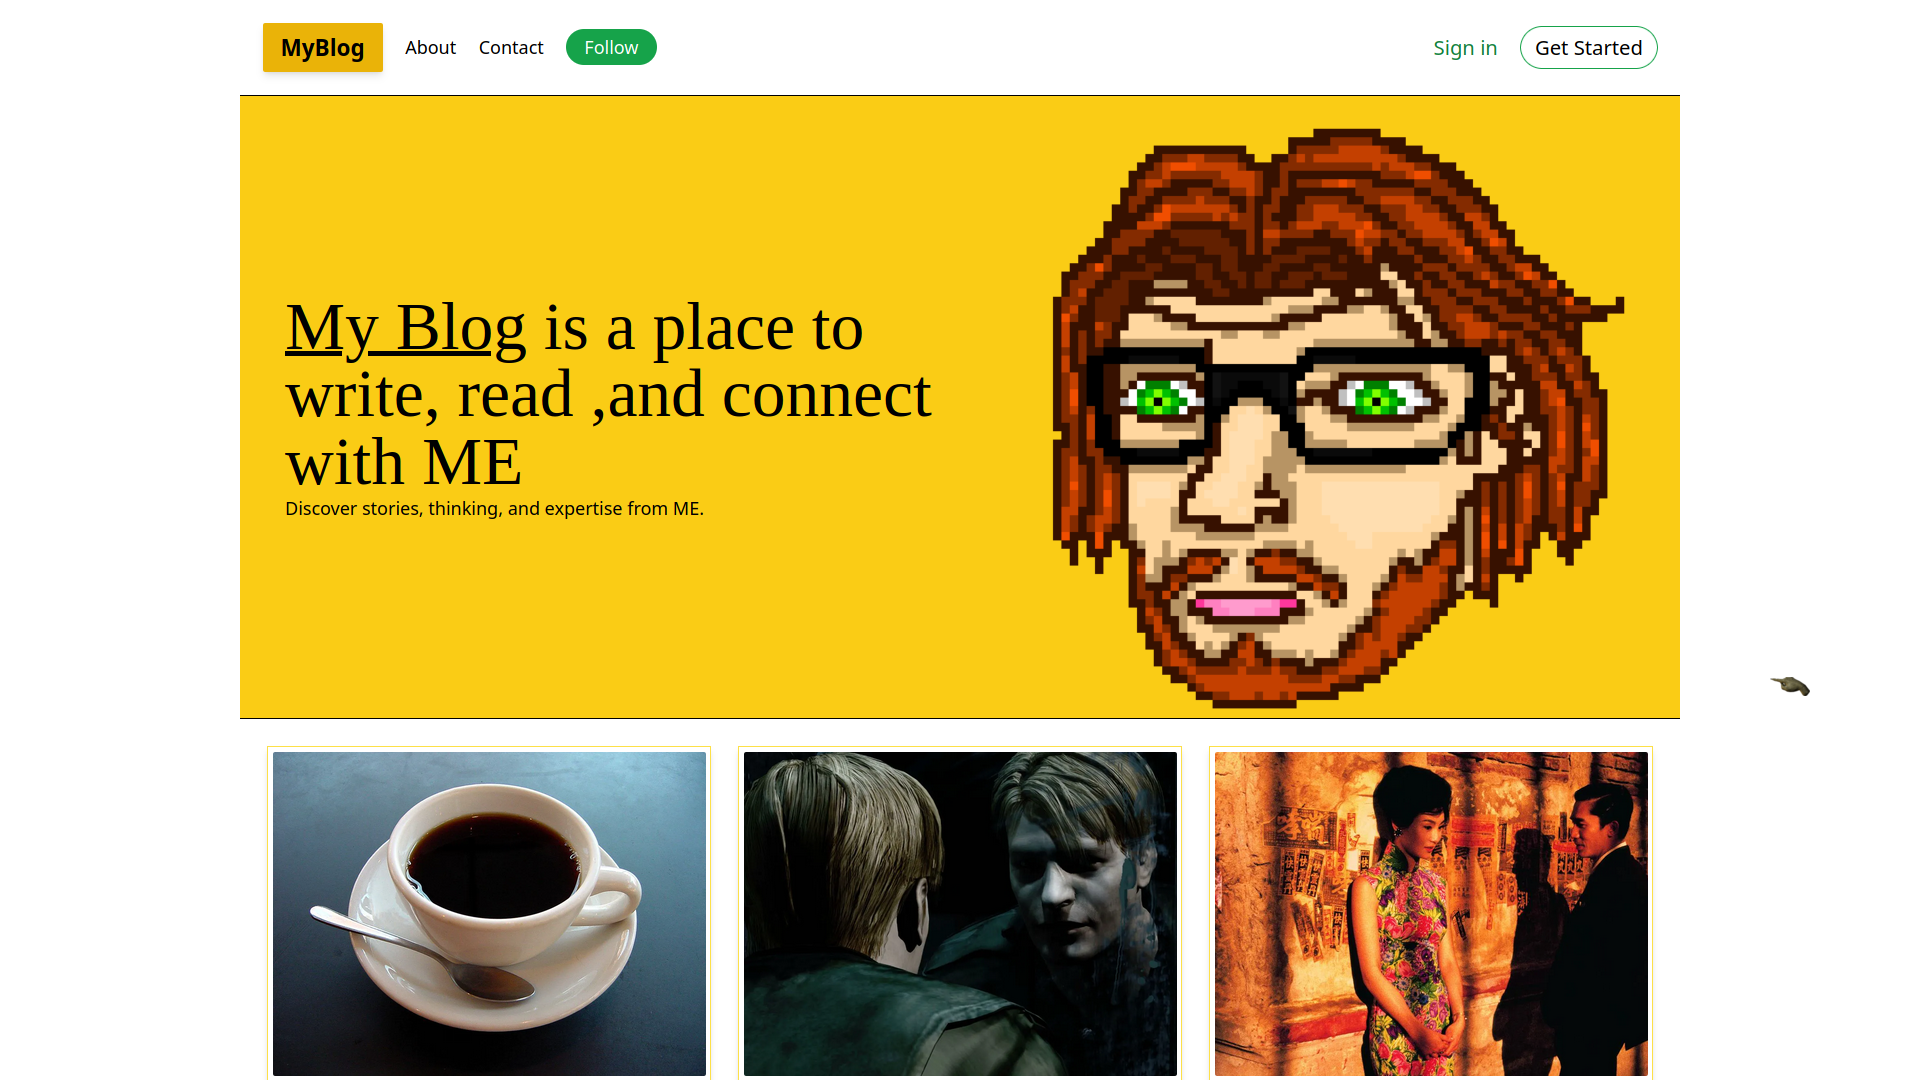 MyBlog
About
Contact
Follow
Sign in
Get Started
My Blog is a place to
write, read ,and connect
with ME
Discover stories, thinking, and expertise from ME.